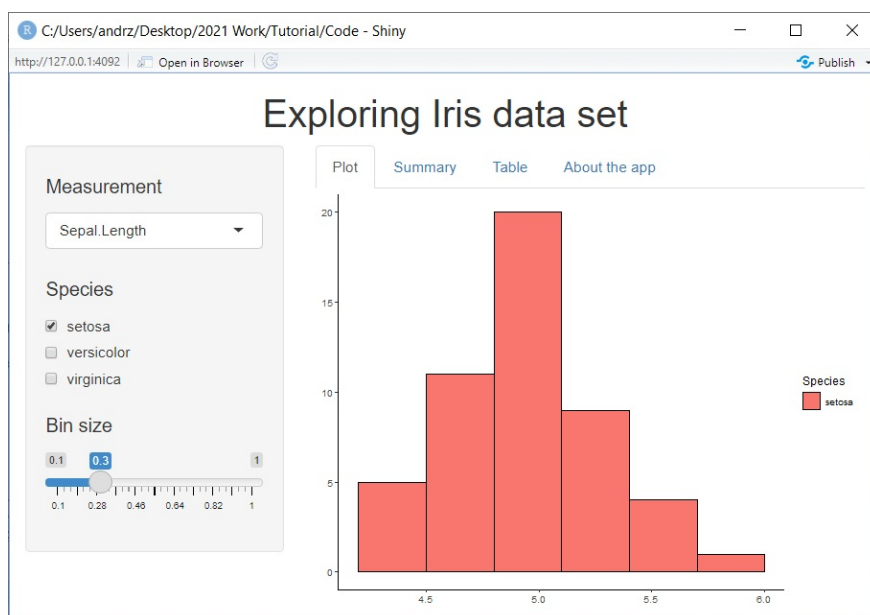 C:/Users/andrz/Desktop/2021 Work/Tutorial/Code - Shiny
http://127.0.0.1:4092 Open in Browser Publish
Exploring Iris data set
Measurement
Sepal.Length
Species
setosa
versicolor
virginica
Bin size
0.1 0.3 1
0.1 0.28 0.46 0.64 0.82 1
Plot Summary Table About the app
20
15
10
5
0
4.5 5.0 5.5 6.0
Species
setosa